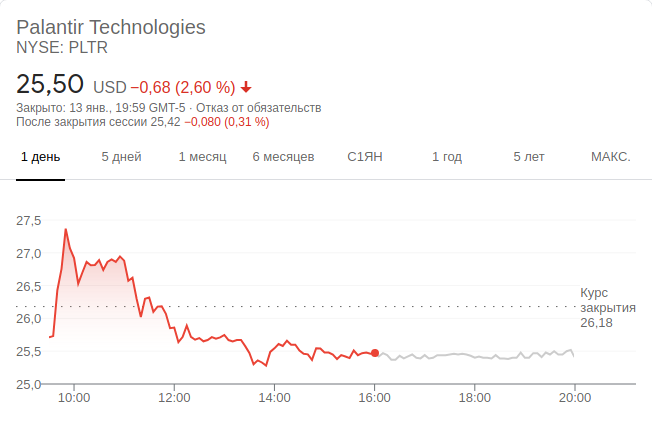 Palantir Technologies
NYSE: PLTR
25,50 USD −0,68 (2,60 %)
Закрыто: 13 янв., 19:59 GMT-5 · Отказ от обязательств
После закрытия сессии 25,42 −0,080 (0,31 %)
1 день 5 дней 1 месяц 6 месяцев С1ЯН 1 год 5 лет МАКС.
27,5
27,0
26,5
Курс
закрытия
26,18
26,0
25,5
25,0
10:00 12:00 14:00 16:00 18:00 20:00